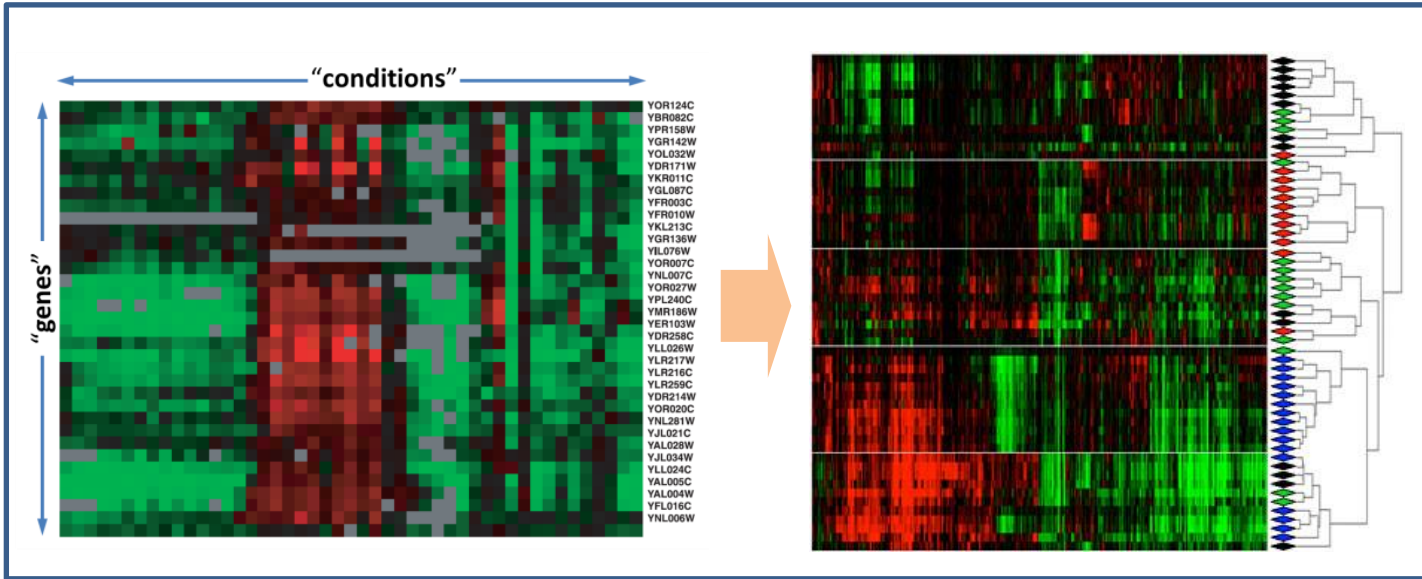 “conditions”
“genes”
YOR124C
YBR082C
YPR158W
YGR142W
YOL032W
YDR171W
YKR011C
YGL087C
YFR003C
YFR010W
YKL213C
YGR136W
YIL076W
YOR007C
YNL007C
YOR027W
YPL240C
YMR186W
YER103W
YDR258C
YLL026W
YLR217W
YLR216C
YLR259C
YDR214W
YOR020C
YNL281W
YJL021C
YAL028W
YJL034W
YLL024C
YAL005C
YAL004W
YFL016C
YNL006W